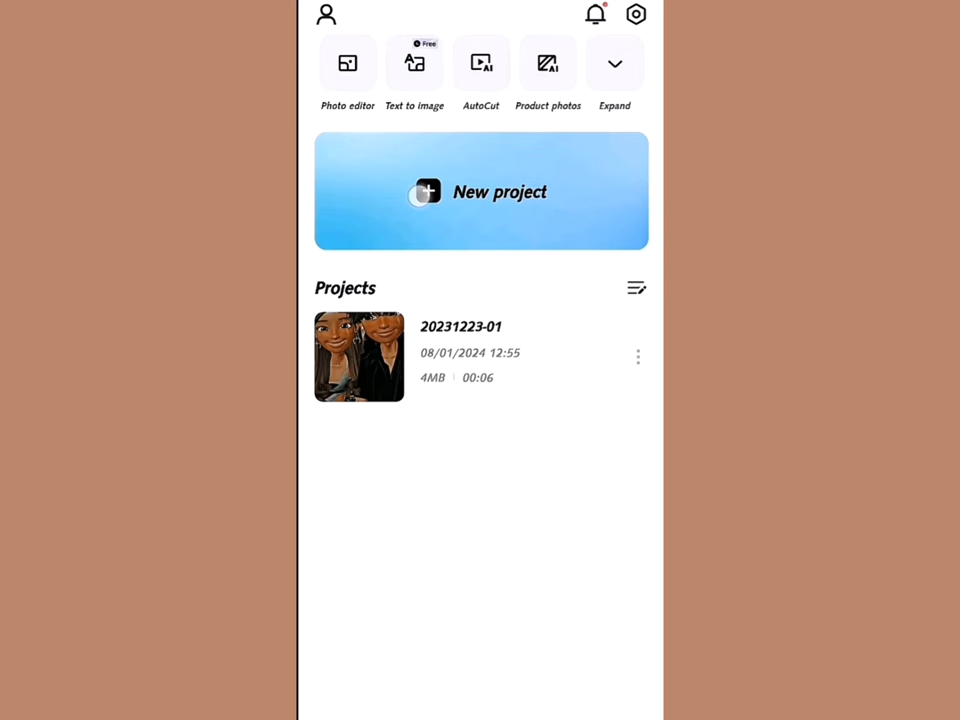 Free
Photo editor
Text to image
AutoCut
Product photos
Expand
New project
Projects
20231223-01
08/01/2024 12:55
4MB | 00:06